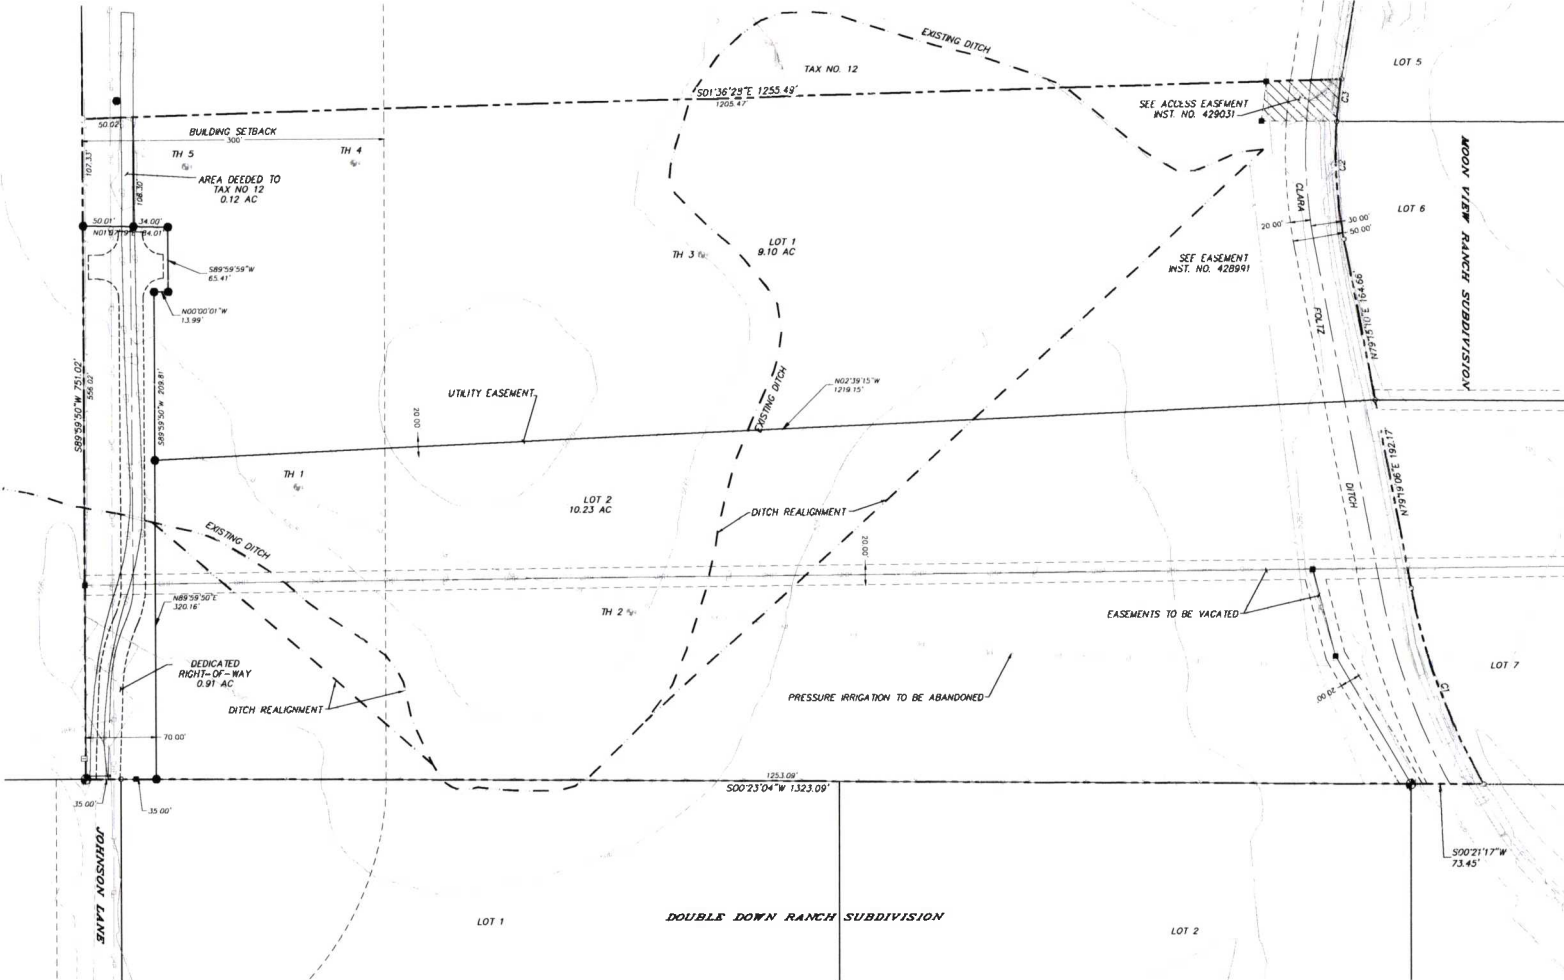 EXISTING DITCH
TAX NO. 12
LOT 5
S01°36'29"E 1255.49'
1205.47'
SEE ACCESS EASEMENT
INST. NO. 429031
C3
50.02'
BUILDING SETBACK
300'
TH 5
TH 4
107.33'
AREA DEEDED TO
TAX NO 12
0.12 AC
108.30'
C2
MOON VIEW RANCH SUBDIVISION
CLARA
LOT 6
50.01'
34.00'
84.01'
20.00'
30.00'
50.00'
LOT 1
9.10 AC
TH 3
SEE EASEMENT
INST. NO. 428991
S89°59'59"W
65.41'
N00°00'01"W
13.99'
FOLTZ
N79°15'10"E 164.66'
S89°59'50"W 751.02'
556.02'
S89°59'50"W 209.81'
UTILITY EASEMENT
20.00'
EXISTING DITCH
N02°39'15"W
1219.15'
N79°19'06"E 192.17'
TH 1
LOT 2
10.23 AC
DITCH REALIGNMENT
DITCH
EXISTING DITCH
20.00'
N89°59'50"E
320.16'
TH 2
EASEMENTS TO BE VACATED
DEDICATED
RIGHT-OF-WAY
0.91 AC
DITCH REALIGNMENT
PRESSURE IRRIGATION TO BE ABANDONED
20.00'
C1
LOT 7
70.00'
1253.09'
S00°23'04"W 1323.09'
35.00'
35.00'
JOHNSON LANE
S00°21'17"W
73.45'
LOT 1
DOUBLE DOWN RANCH SUBDIVISION
LOT 2